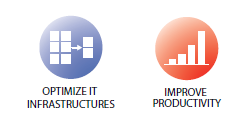 OPTIMIZE IT
INFRASTRUCTURES
IMPROVE
PRODUCTIVITY